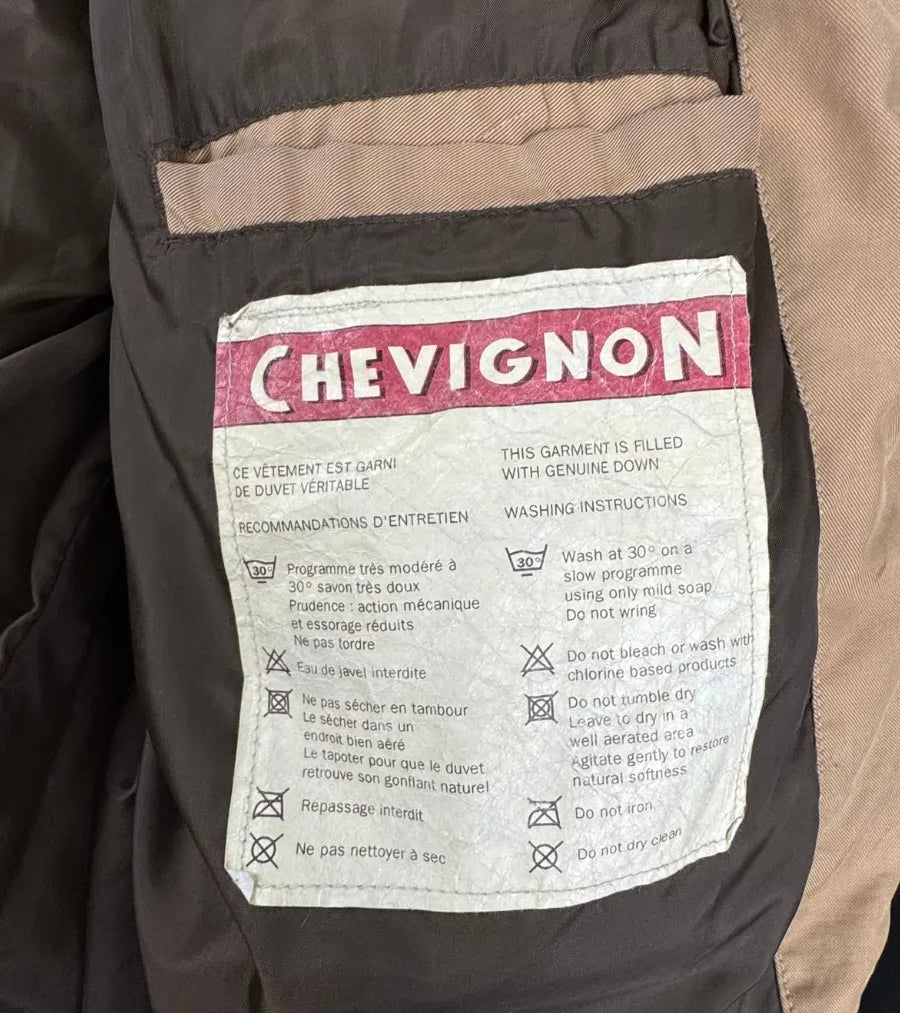 CHEVIGNON
CE VÊTEMENT EST GARNI
DE DUVET VÉRITABLE
RECOMMANDATIONS D'ENTRETIEN
30°
Programme très modéré à
30° savon très doux
Prudence : action mécanique
et essorage réduits
Ne pas tordre
Eau de javel interdite
Ne pas sécher en tambour
Le sécher dans un
endroit bien aéré
Le tapoter pour que le duvet
retrouve son gonflant naturel
Repassage interdit
Ne pas nettoyer à sec
THIS GARMENT IS FILLED
WITH GENUINE DOWN
WASHING INSTRUCTIONS
30°
Wash at 30° on a
slow programme
using only mild soap
Do not wring
Do not bleach or wash with
chlorine based products
Do not tumble dry
Leave to dry in a
well aerated area
Agitate gently to restore
natural softness
Do not iron
Do not dry clean